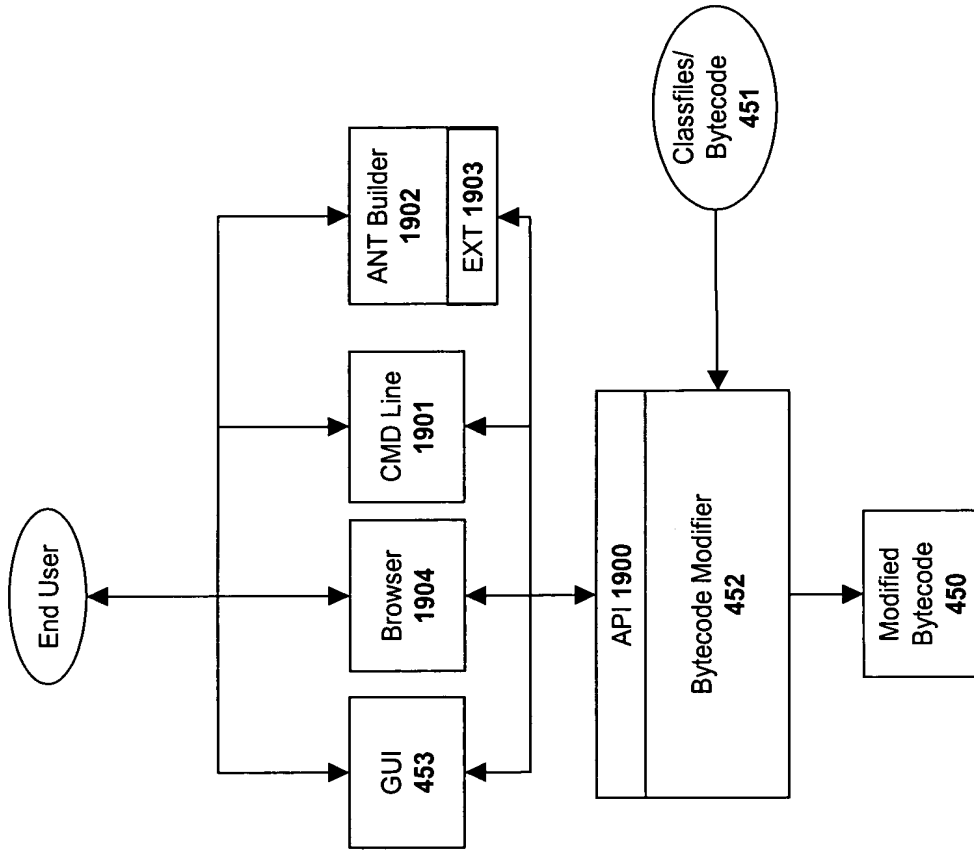 End User
GUI
453
Browser
1904
CMD Line
1901
ANT Builder
1902
EXT 1903
API 1900
Bytecode Modifier
452
Classfiles/
Bytecode
451
Modified
Bytecode
450